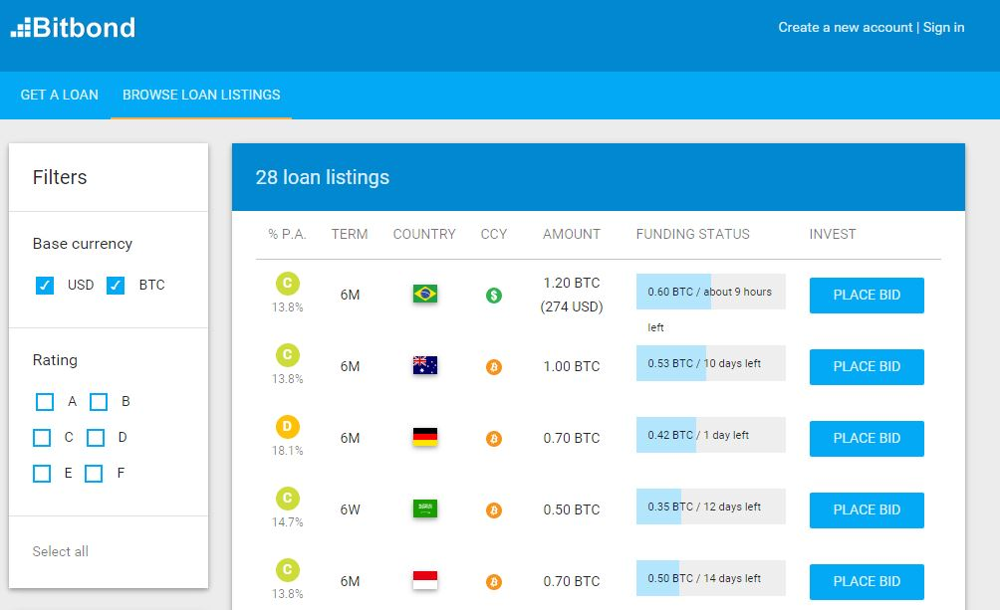 Bitbond
Create a new account | Sign in
GET A LOAN BROWSE LOAN LISTINGS
Filters
Base currency
USD BTC
Rating
A B
C D
E F
Select all
28 loan listings
% P.A. TERM COUNTRY CCY AMOUNT FUNDING STATUS INVEST
C
13.8%
6M
$
1.20 BTC
(274 USD)
0.60 BTC / about 9 hours
left
PLACE BID
C
13.8%
6M
1.00 BTC
0.53 BTC / 10 days left
PLACE BID
D
18.1%
6M
0.70 BTC
0.42 BTC / 1 day left
PLACE BID
C
14.7%
6W
0.50 BTC
0.35 BTC / 12 days left
PLACE BID
C
13.8%
6M
0.70 BTC
0.50 BTC / 14 days left
PLACE BID